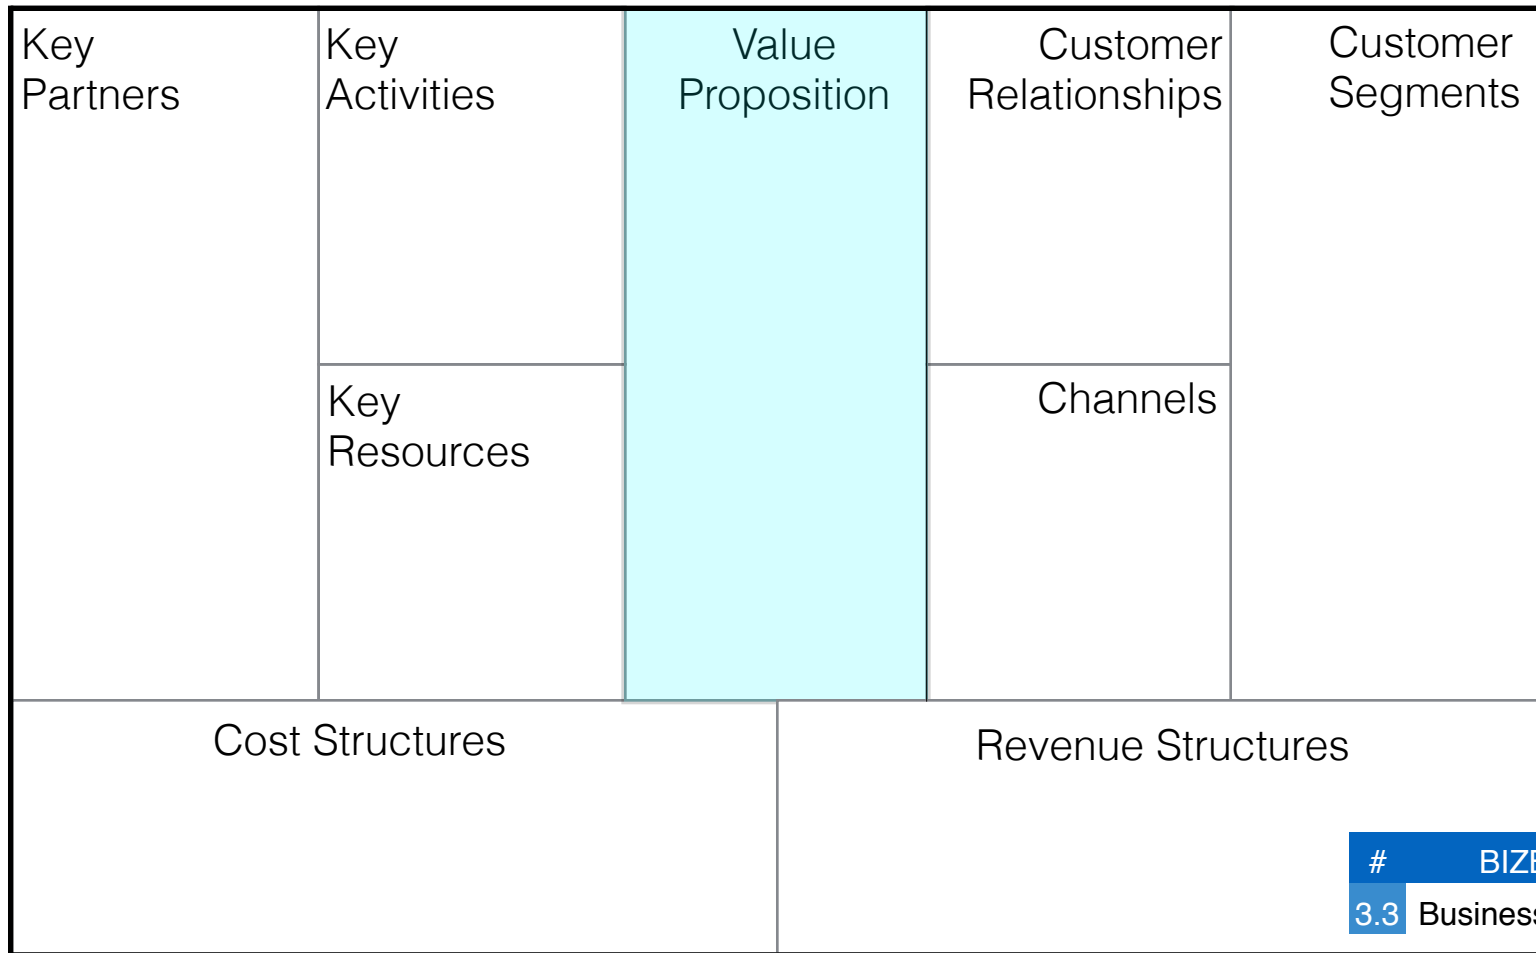 Key
Partners
Key
Activities
Value
Proposition
Customer
Relationships
Customer
Segments
Key
Resources
Channels
Cost Structures
Revenue Structures
#
3.3